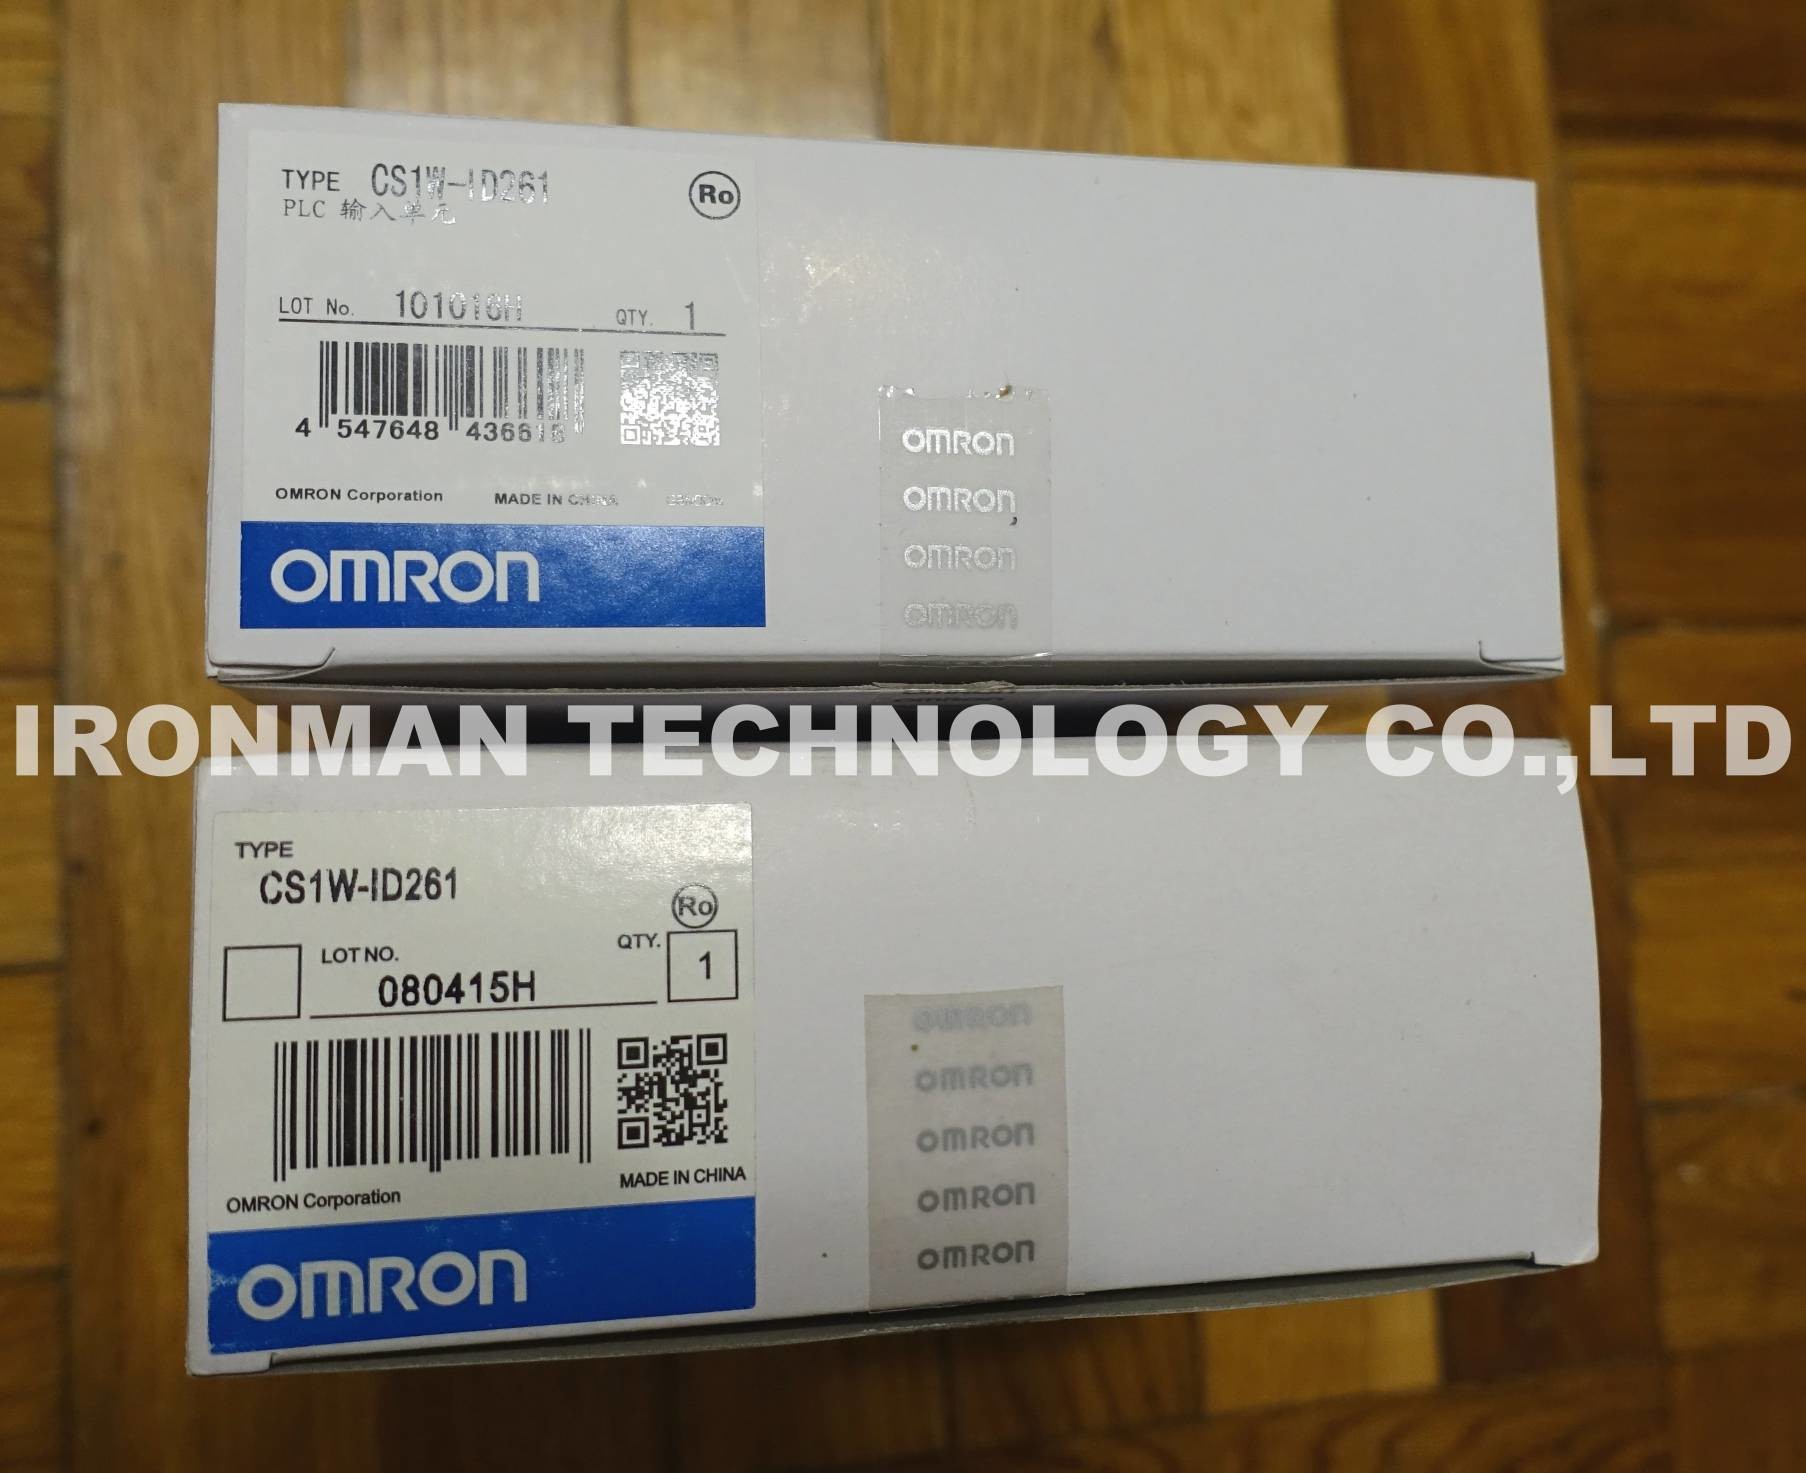 TYPE CS1W-ID261
Ro
PLC 输入单元
LOT No. 101016H QTY. 1
4 547648 436618
OMRON Corporation MADE IN CHINA
OMRON
OMRON
OMRON
OMRON
OMRON
IRONMAN TECHNOLOGY CO.,LTD
TYPE
CS1W-ID261
Ro
LOT NO. QTY.
080415H 1
OMRON Corporation MADE IN CHINA
OMRON
OMRON
OMRON
OMRON
OMRON
OMRON